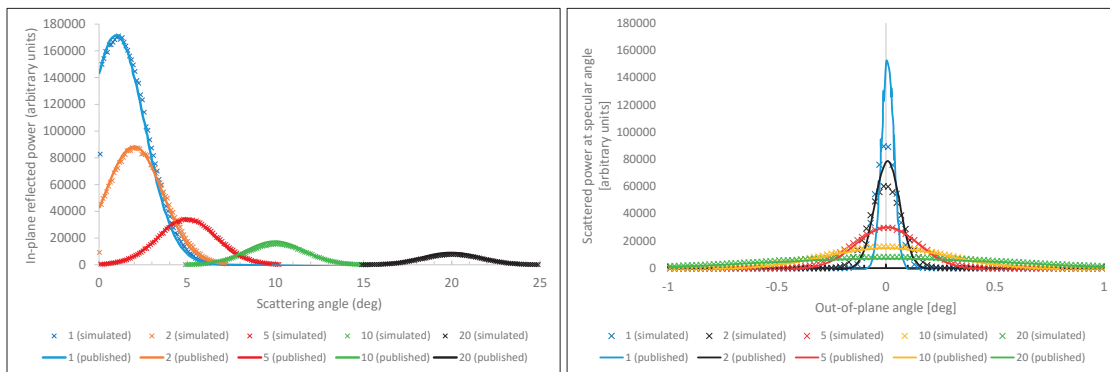 In-plane reflected power (arbitrary units)
180000
160000
140000
120000
100000
80000
60000
40000
20000
0
0 5 10 15 20 25
Scattering angle (deg)
1 (simulated) 2 (simulated) 5 (simulated) 10 (simulated) 20 (simulated)
1 (published) 2 (published) 5 (published) 10 (published) 20 (published)
Scattered power at specular angle
[arbitrary units]
180000
160000
140000
120000
100000
80000
60000
40000
20000
0
-1 -0.5 0 0.5 1
Out-of-plane angle [deg]
1 (simulated) 2 (simulated) 5 (simulated) 10 (simulated) 20 (simulated)
1 (published) 2 (published) 5 (published) 10 (published) 20 (published)